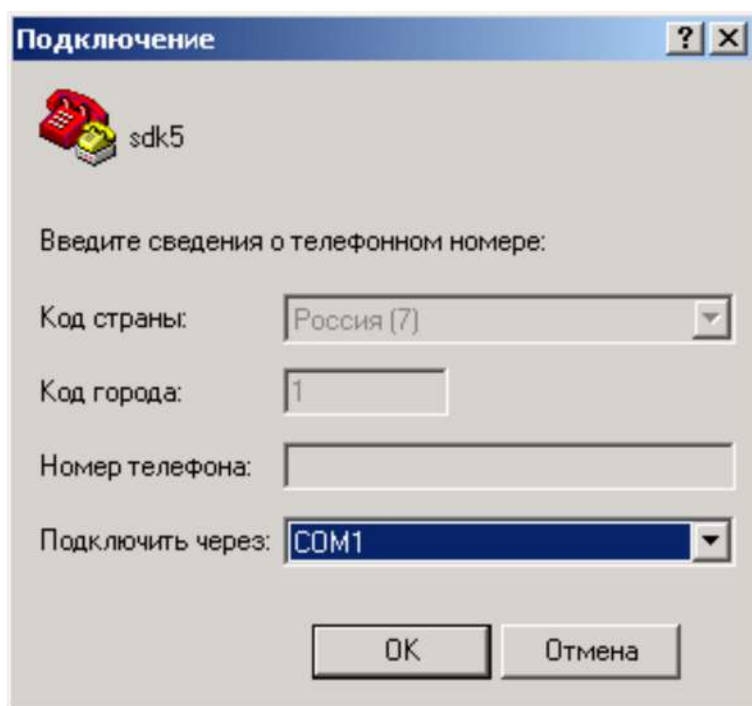 Подключение
sdk5
Введите сведения о телефонном номере:
Код страны: Россия (7)
Код города: 1
Номер телефона:
Подключить через: COM1
OK Отмена